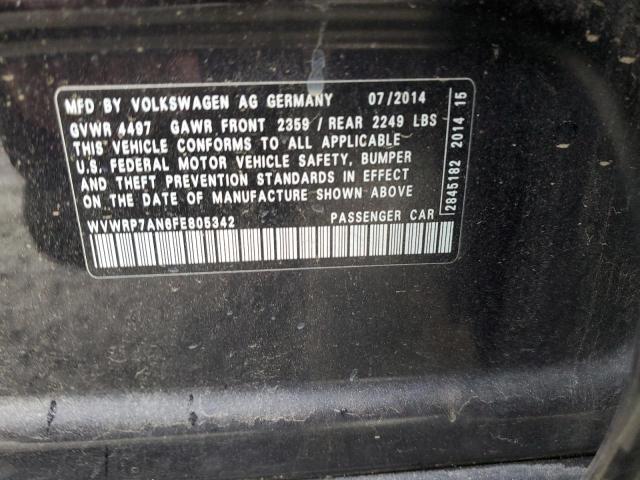 MFD BY VOLKSWAGEN AG GERMANY 07/2014
GVWR 4497 GAWR FRONT 2359 / REAR 2249 LBS
THIS VEHICLE CONFORMS TO ALL APPLICABLE
U.S. FEDERAL MOTOR VEHICLE SAFETY, BUMPER
AND THEFT PREVENTION STANDARDS IN EFFECT
ON THE DATE OF MANUFACTURE SHOWN ABOVE
WVWRP7AN6FE805342 PASSENGER CAR
2845182 2014 15